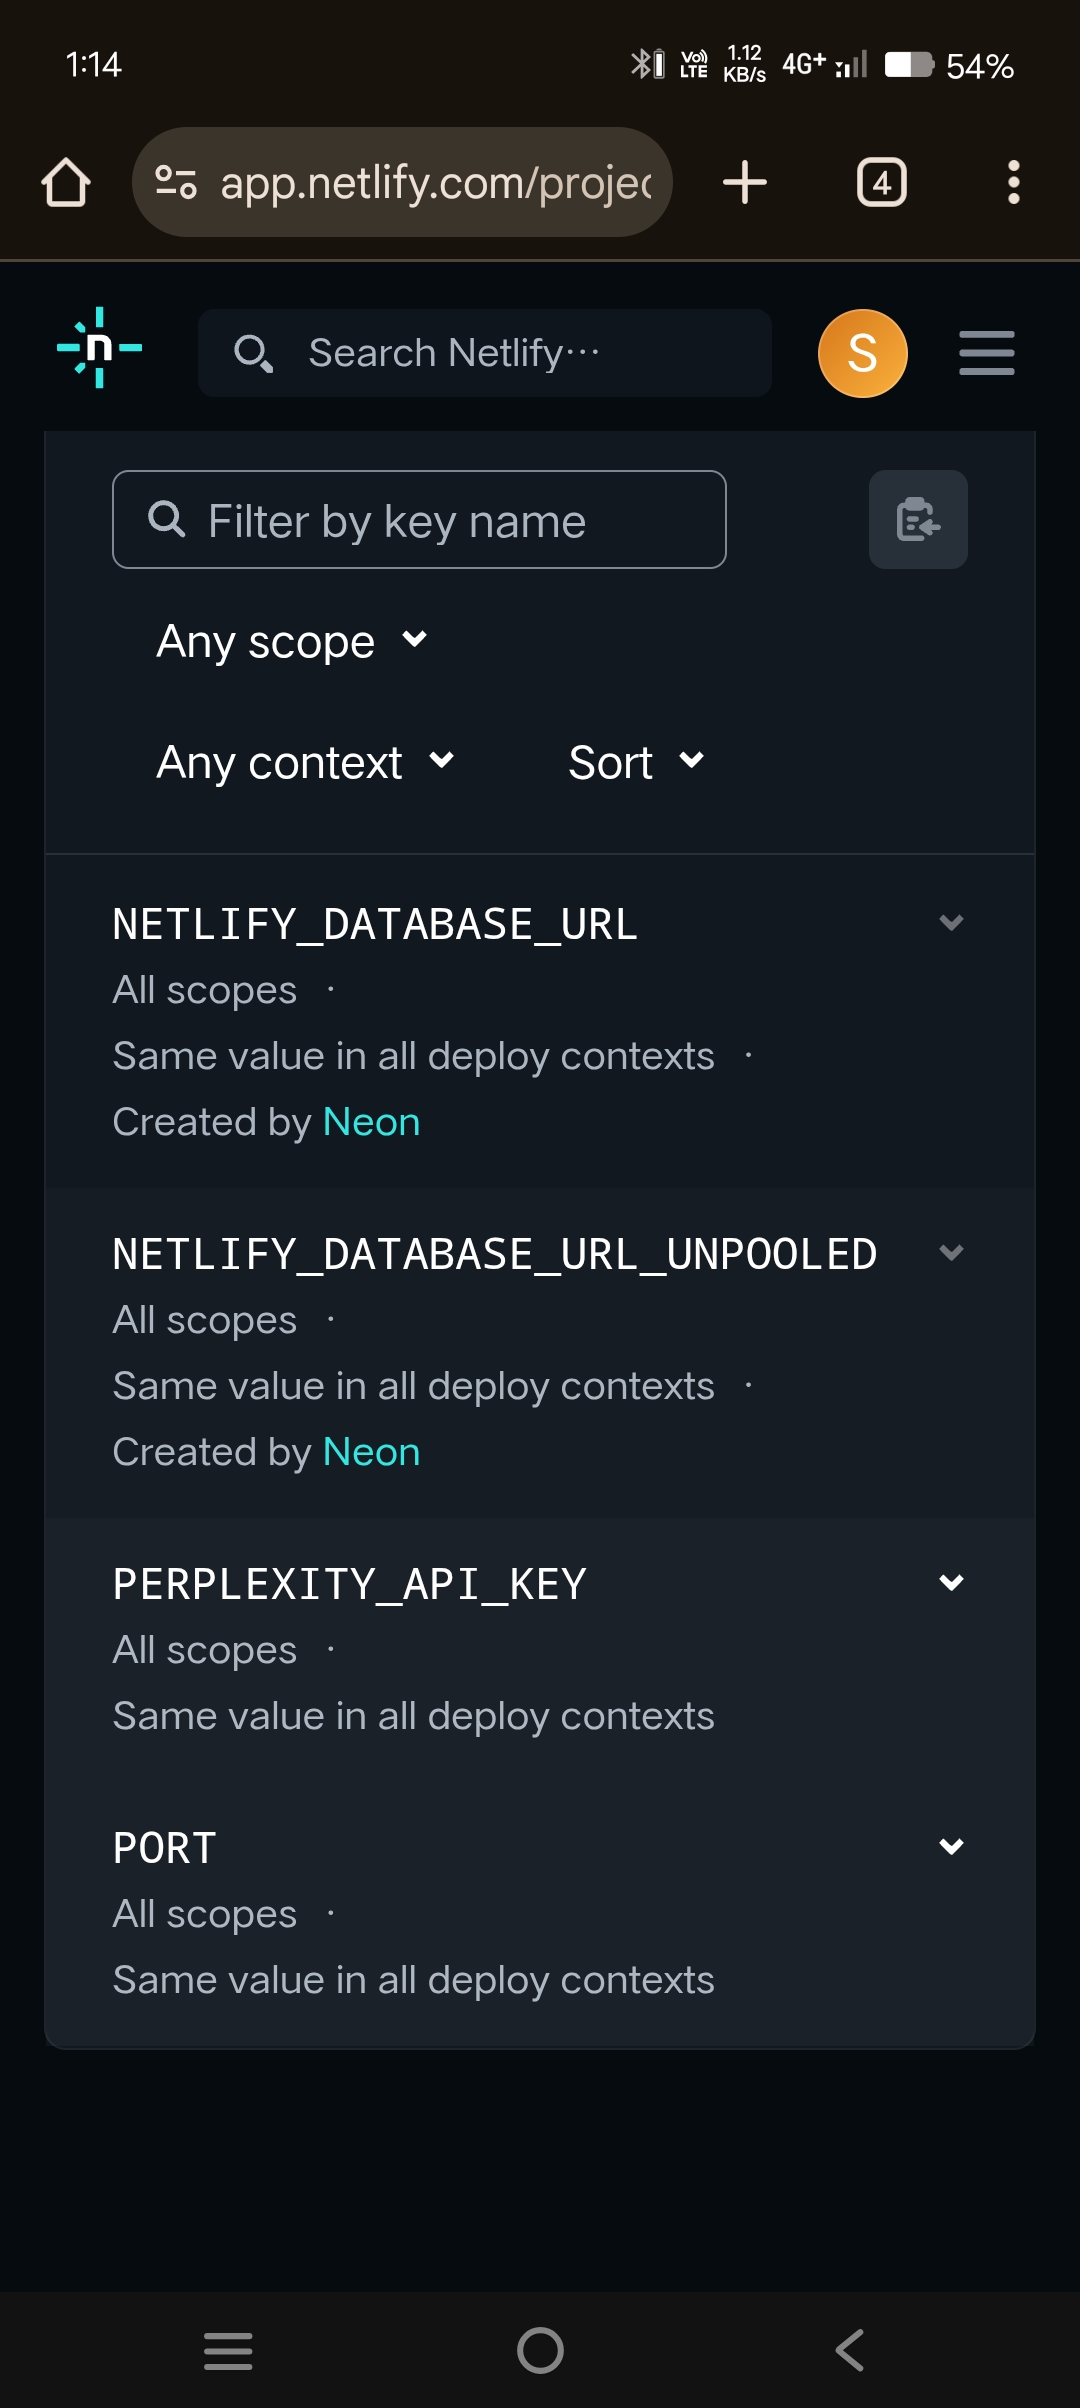 1:14
Vo)) LTE
1.12 KB/s
4G+
54%
app.netlify.com/projec
4
n
Search Netlify···
S
Filter by key name
Any scope
Any context
Sort
NETLIFY_DATABASE_URL
All scopes ·
Same value in all deploy contexts ·
Created by Neon
NETLIFY_DATABASE_URL_UNPOOLED
All scopes ·
Same value in all deploy contexts ·
Created by Neon
PERPLEXITY_API_KEY
All scopes ·
Same value in all deploy contexts
PORT
All scopes ·
Same value in all deploy contexts